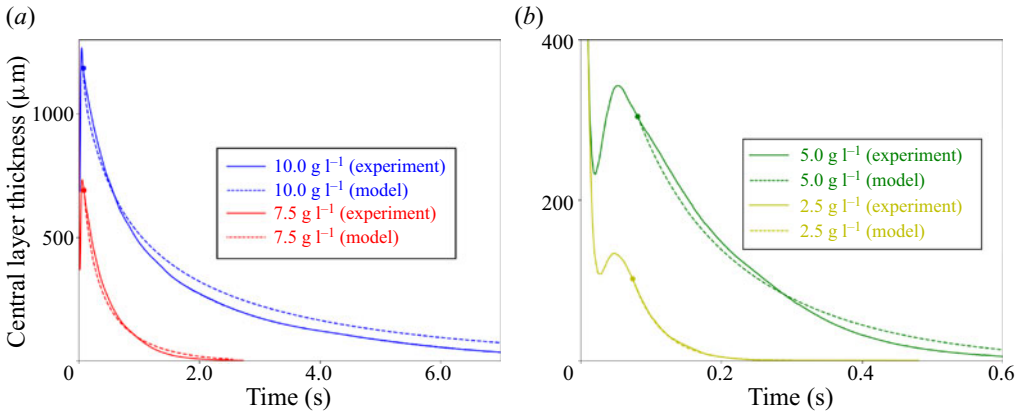 (a)
Central layer thickness (μm)
1000
500
0
2.0
4.0
6.0
Time (s)
10.0 g l⁻¹ (experiment)
10.0 g l⁻¹ (model)
7.5 g l⁻¹ (experiment)
7.5 g l⁻¹ (model)
(b)
400
200
0
0.2
0.4
0.6
Time (s)
5.0 g l⁻¹ (experiment)
5.0 g l⁻¹ (model)
2.5 g l⁻¹ (experiment)
2.5 g l⁻¹ (model)